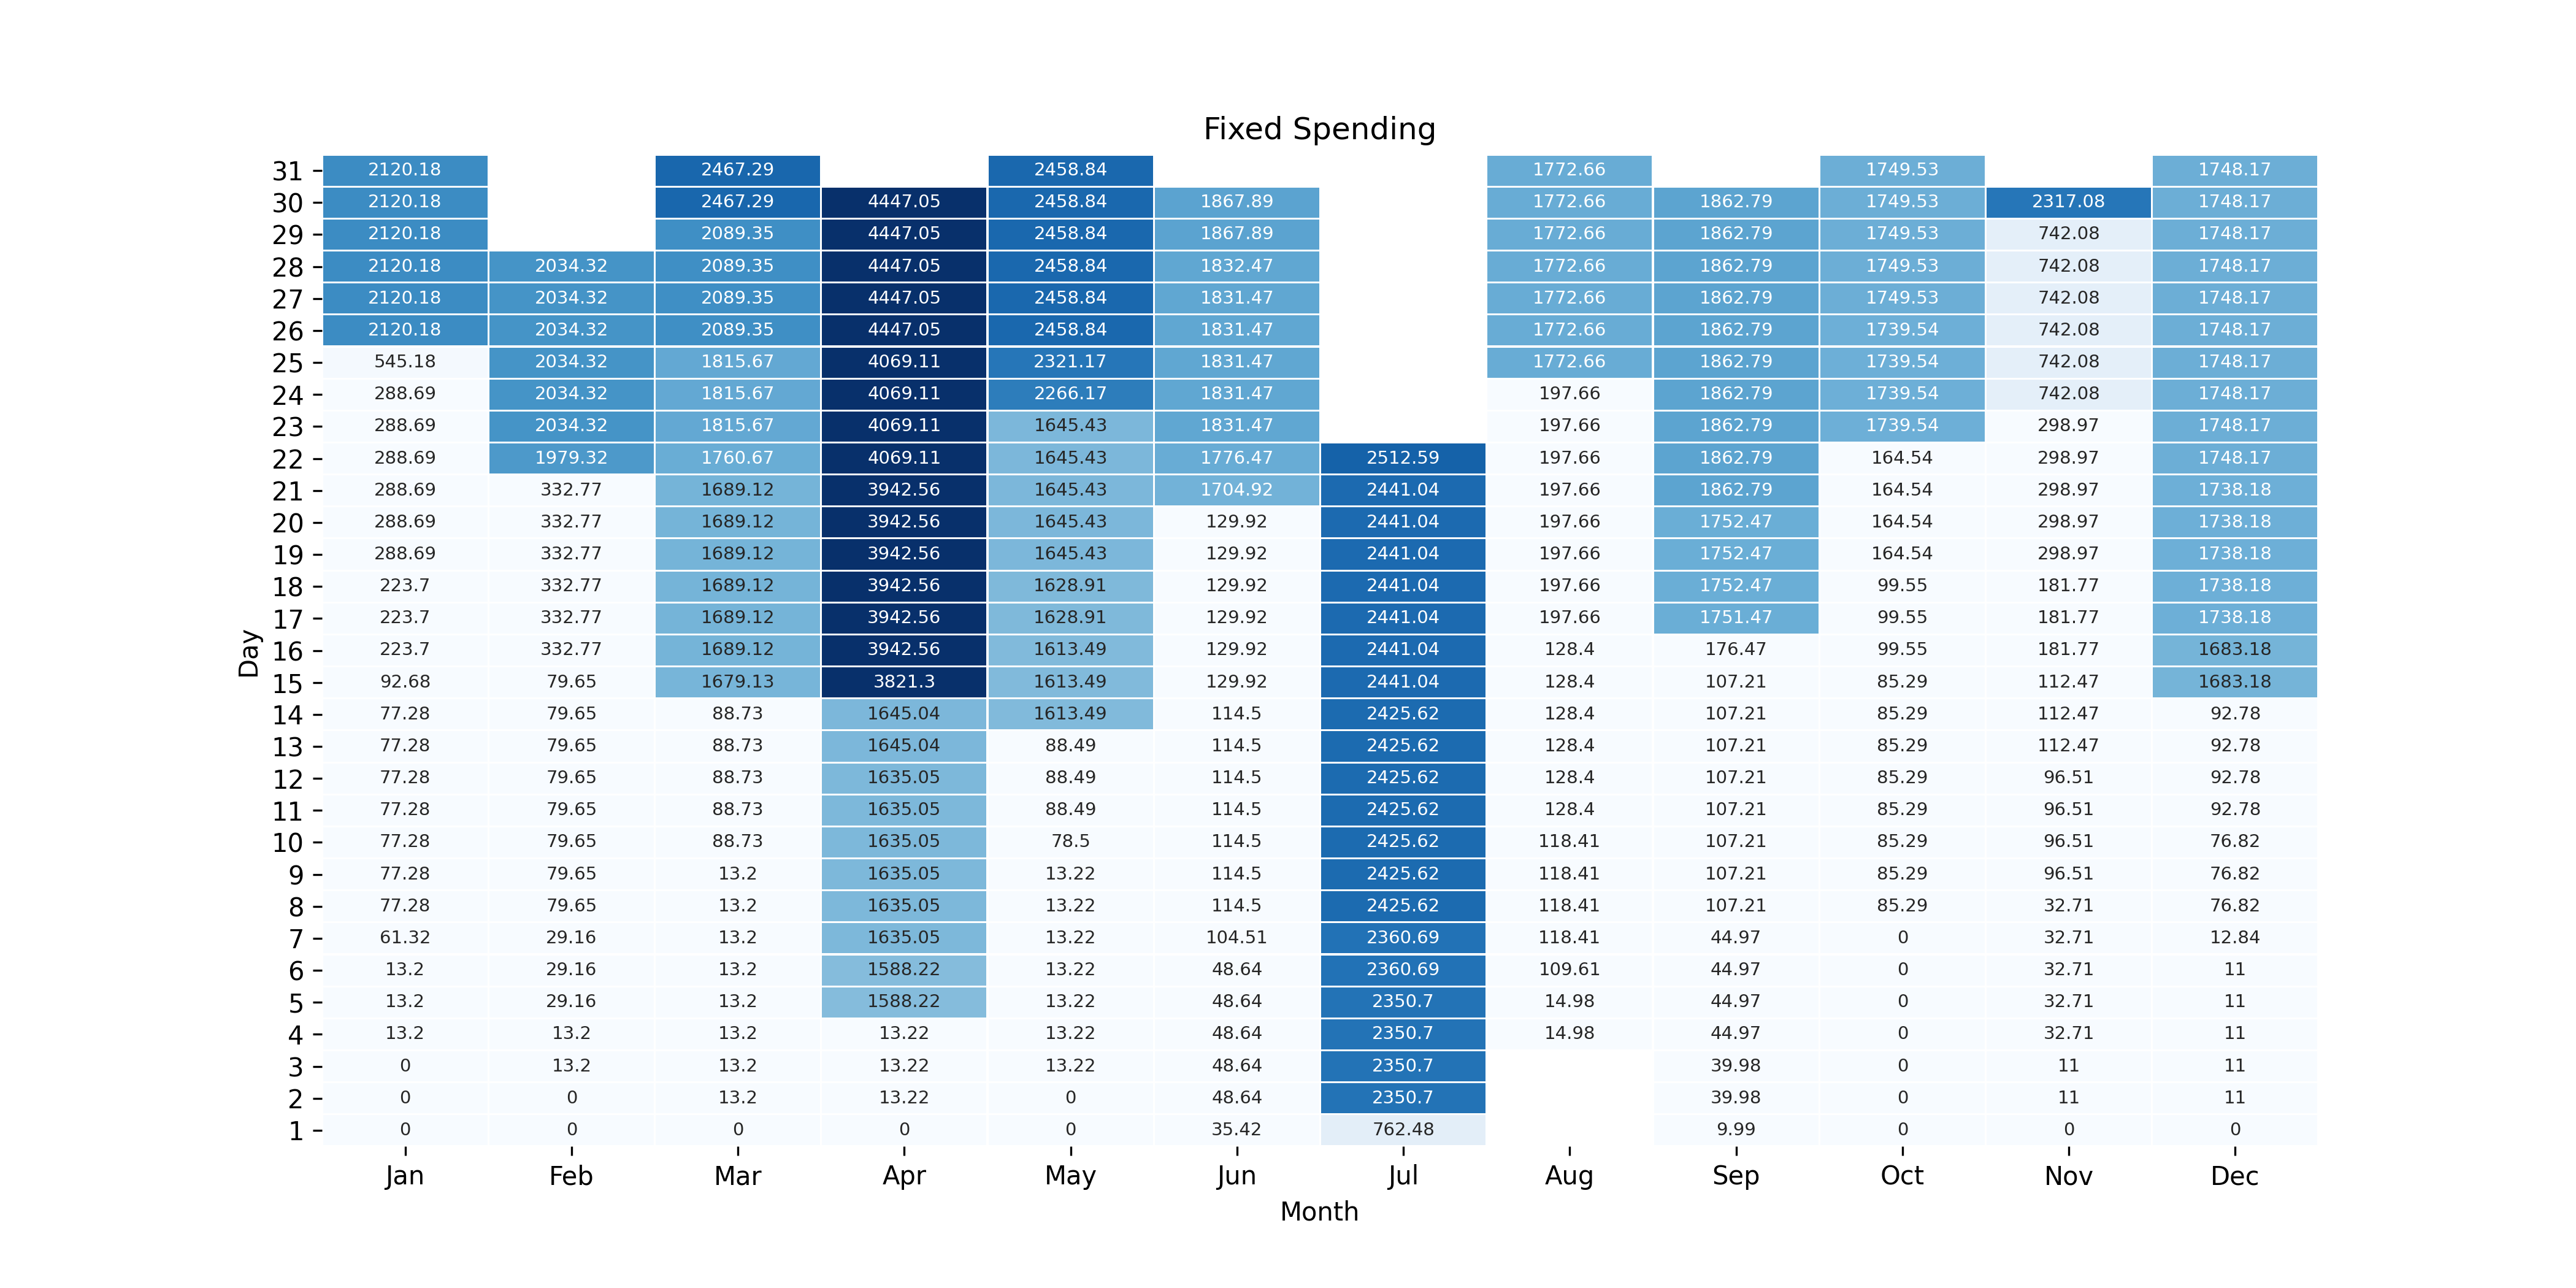 Fixed Spending
31 2120.18 2467.29 2458.84 1772.66 1749.53 1748.17
30 2120.18 2467.29 4447.05 2458.84 1867.89 1772.66 1862.79 1749.53 2317.08 1748.17
29 2120.18 2089.35 4447.05 2458.84 1867.89 1772.66 1862.79 1749.53 742.08 1748.17
28 2120.18 2034.32 2089.35 4447.05 2458.84 1832.47 1772.66 1862.79 1749.53 742.08 1748.17
27 2120.18 2034.32 2089.35 4447.05 2458.84 1831.47 1772.66 1862.79 1749.53 742.08 1748.17
26 2120.18 2034.32 2089.35 4447.05 2458.84 1831.47 1772.66 1862.79 1739.54 742.08 1748.17
25 545.18 2034.32 1815.67 4069.11 2321.17 1831.47 1772.66 1862.79 1739.54 742.08 1748.17
24 288.69 2034.32 1815.67 4069.11 2266.17 1831.47 197.66 1862.79 1739.54 742.08 1748.17
23 288.69 2034.32 1815.67 4069.11 1645.43 1831.47 197.66 1862.79 1739.54 298.97 1748.17
22 288.69 1979.32 1760.67 4069.11 1645.43 1776.47 2512.59 197.66 1862.79 164.54 298.97 1748.17
21 288.69 332.77 1689.12 3942.56 1645.43 1704.92 2441.04 197.66 1862.79 164.54 298.97 1738.18
20 288.69 332.77 1689.12 3942.56 1645.43 129.92 2441.04 197.66 1752.47 164.54 298.97 1738.18
19 288.69 332.77 1689.12 3942.56 1645.43 129.92 2441.04 197.66 1752.47 164.54 298.97 1738.18
18 223.7 332.77 1689.12 3942.56 1628.91 129.92 2441.04 197.66 1752.47 99.55 181.77 1738.18
17 223.7 332.77 1689.12 3942.56 1628.91 129.92 2441.04 197.66 1751.47 99.55 181.77 1738.18
16 223.7 332.77 1689.12 3942.56 1613.49 129.92 2441.04 128.4 176.47 99.55 181.77 1683.18
15 92.68 79.65 1679.13 3821.3 1613.49 129.92 2441.04 128.4 107.21 85.29 112.47 1683.18
14 77.28 79.65 88.73 1645.04 1613.49 114.5 2425.62 128.4 107.21 85.29 112.47 92.78
13 77.28 79.65 88.73 1645.04 88.49 114.5 2425.62 128.4 107.21 85.29 112.47 92.78
12 77.28 79.65 88.73 1635.05 88.49 114.5 2425.62 128.4 107.21 85.29 96.51 92.78
11 77.28 79.65 88.73 1635.05 88.49 114.5 2425.62 128.4 107.21 85.29 96.51 92.78
10 77.28 79.65 88.73 1635.05 78.5 114.5 2425.62 118.41 107.21 85.29 96.51 76.82
9 77.28 79.65 13.2 1635.05 13.22 114.5 2425.62 118.41 107.21 85.29 96.51 76.82
8 77.28 79.65 13.2 1635.05 13.22 114.5 2425.62 118.41 107.21 85.29 32.71 76.82
7 61.32 29.16 13.2 1635.05 13.22 104.51 2360.69 118.41 44.97 0 32.71 12.84
6 13.2 29.16 13.2 1588.22 13.22 48.64 2360.69 109.61 44.97 0 32.71 11
5 13.2 29.16 13.2 1588.22 13.22 48.64 2350.7 14.98 44.97 0 32.71 11
4 13.2 13.2 13.2 13.22 13.22 48.64 2350.7 14.98 44.97 0 32.71 11
3 0 13.2 13.2 13.22 13.22 48.64 2350.7 39.98 0 11 11
2 0 0 13.2 13.22 0 48.64 2350.7 39.98 0 11 11
1 0 0 0 0 0 35.42 762.48 9.99 0 0 0
Day
Jan Feb Mar Apr May Jun Jul Aug Sep Oct Nov Dec
Month